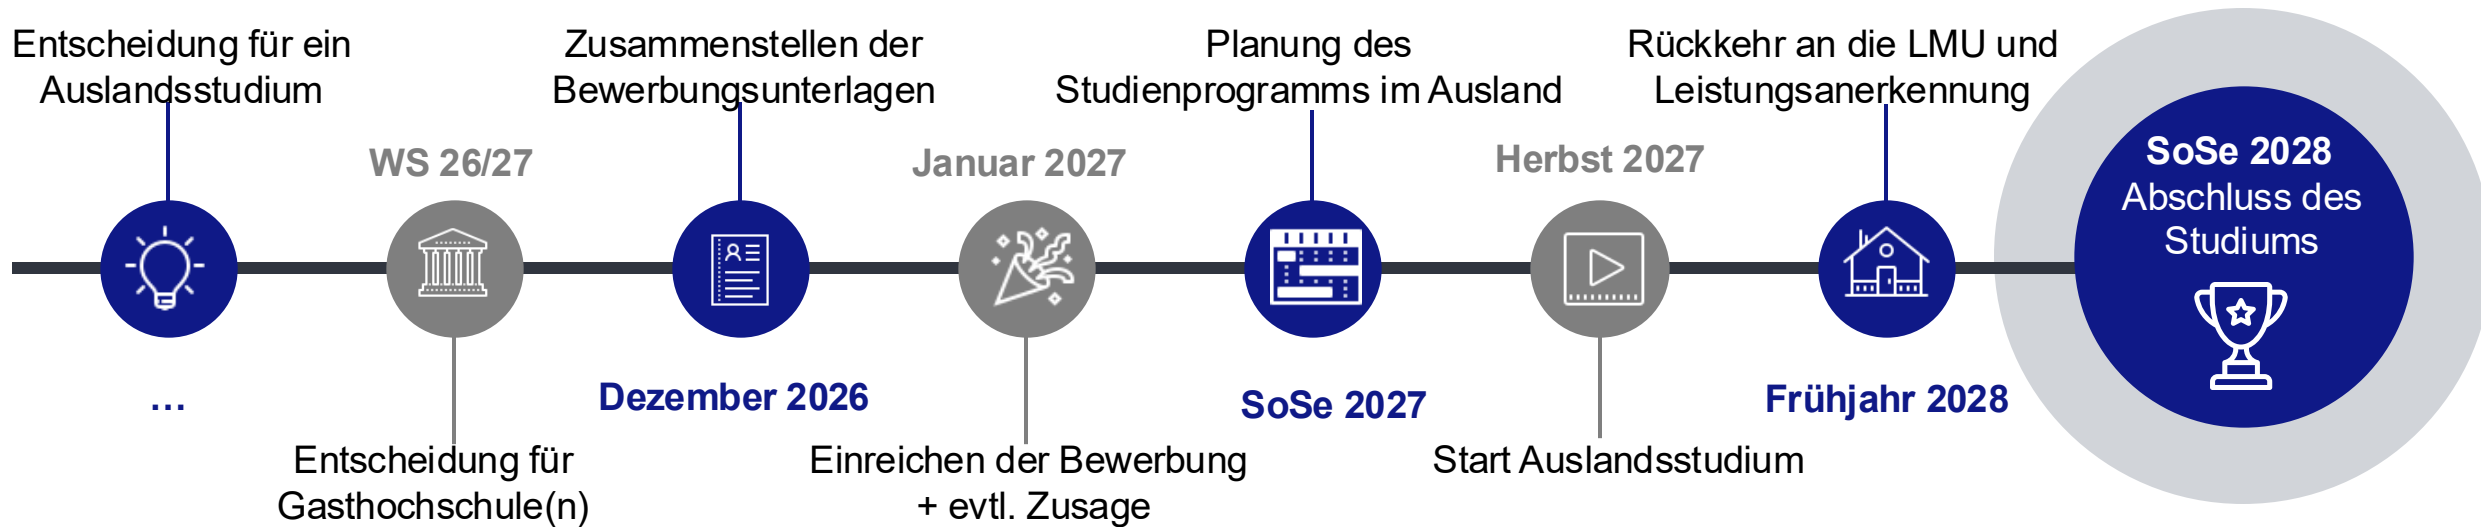 Entscheidung für ein
Auslandsstudium
...
WS 26/27
Entscheidung für
Gasthochschule(n)
Zusammenstellen der
Bewerbungsunterlagen
Dezember 2026
Januar 2027
Einreichen der Bewerbung
+ evtl. Zusage
Planung des
Studienprogramms im Ausland
SoSe 2027
Herbst 2027
Start Auslandsstudium
Rückkehr an die LMU und
Leistungsanerkennung
Frühjahr 2028
SoSe 2028
Abschluss des
Studiums